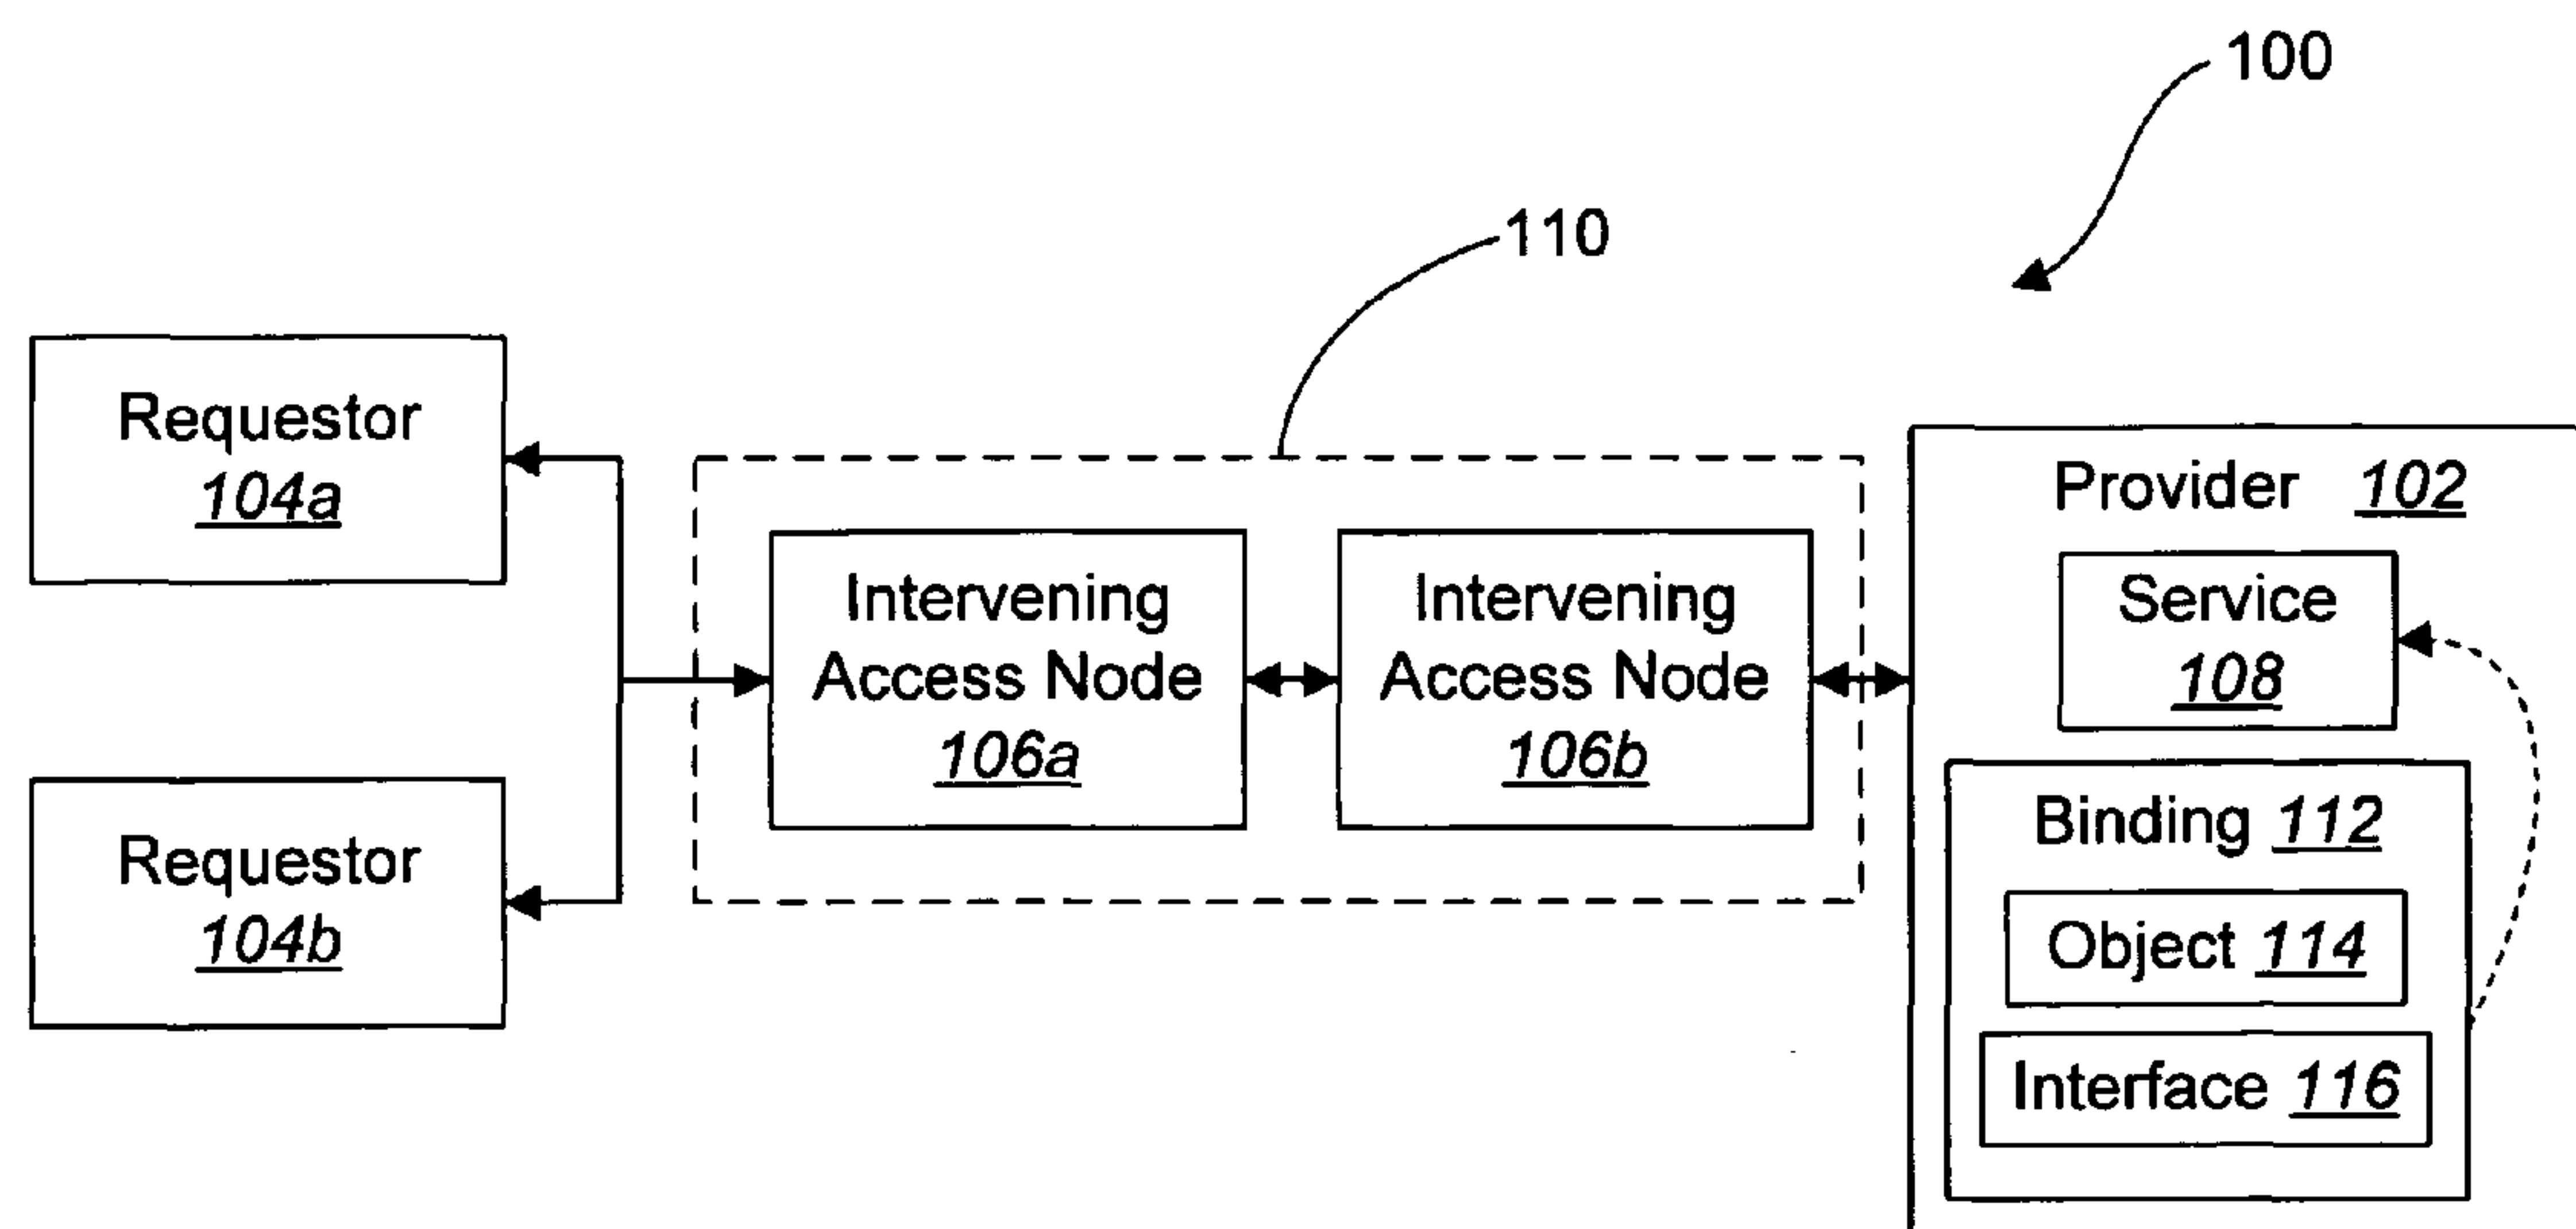 100
110
Requestor
104a
Requestor
104b
Intervening
Access Node
106a
Intervening
Access Node
106b
Provider 102
Service
108
Binding 112
Object 114
Interface 116